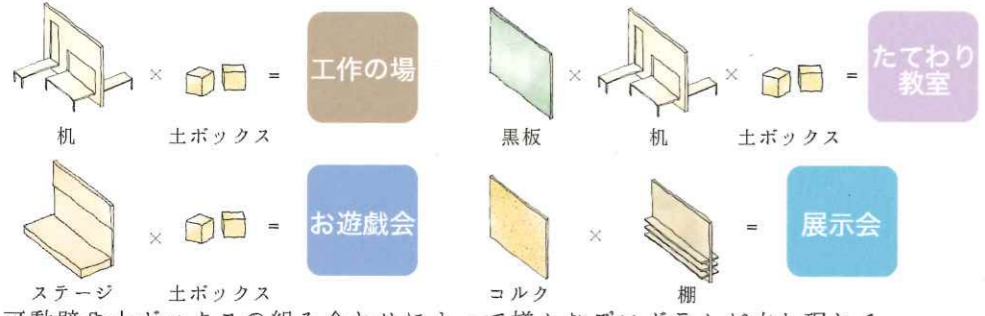 机 × 土ボックス = 工作の場
黒板 × 机 × 土ボックス = たてわり教室
ステージ × 土ボックス = お遊戯会
コルク × 棚 = 展示会